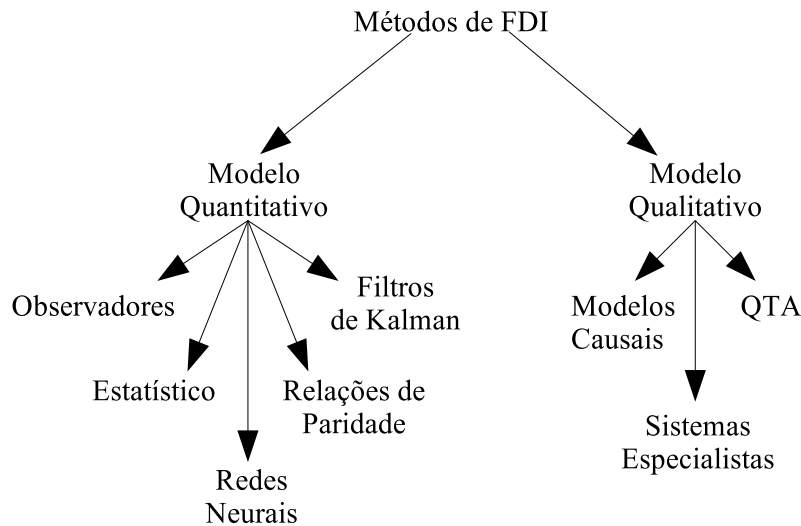 Métodos de FDI
Modelo
Quantitativo
Modelo
Qualitativo
Observadores
Filtros
de Kalman
Estatístico
Relações de
Paridade
Redes
Neurais
Modelos
Causais
QTA
Sistemas
Especialistas